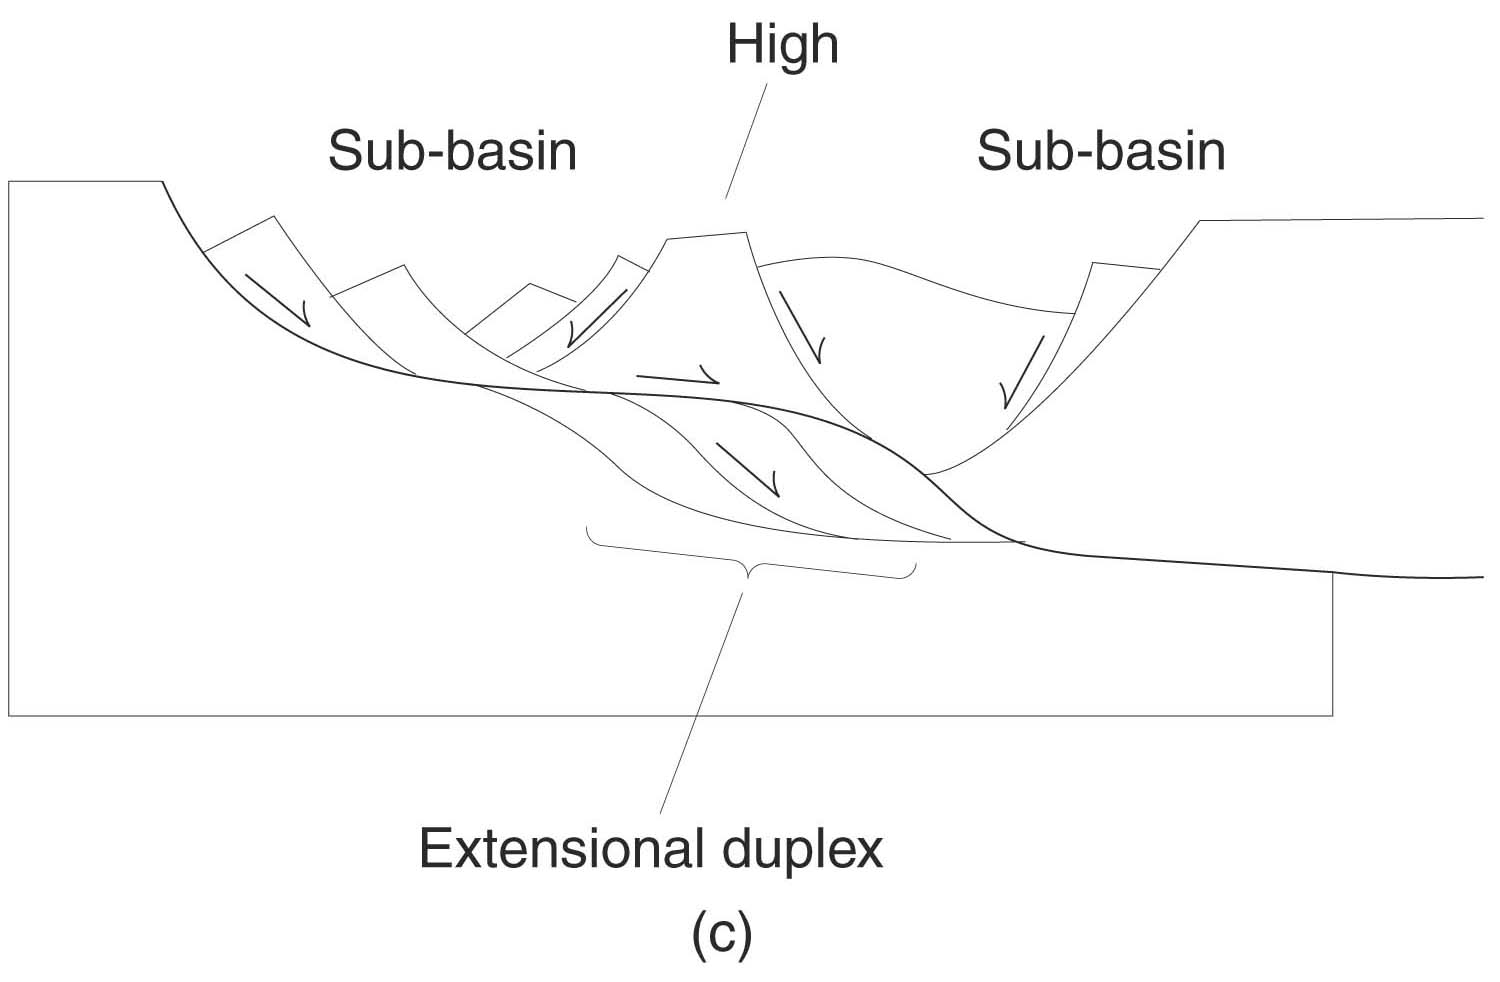 High
Sub-basin
Sub-basin
Extensional duplex
(c)